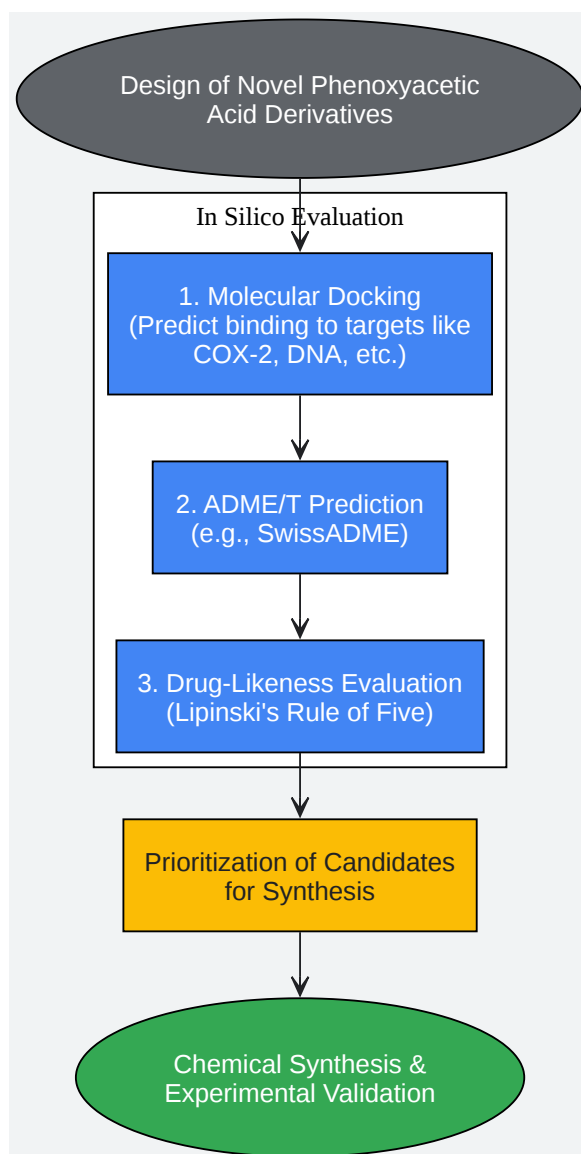 Design of Novel Phenoxyacetic
Acid Derivatives
In Silico Evaluation
1. Molecular Docking
(Predict binding to targets like
COX-2, DNA, etc.)
2. ADME/T Prediction
(e.g., SwissADME)
3. Drug-Likeness Evaluation
(Lipinski's Rule of Five)
Prioritization of Candidates
for Synthesis
Chemical Synthesis &
Experimental Validation